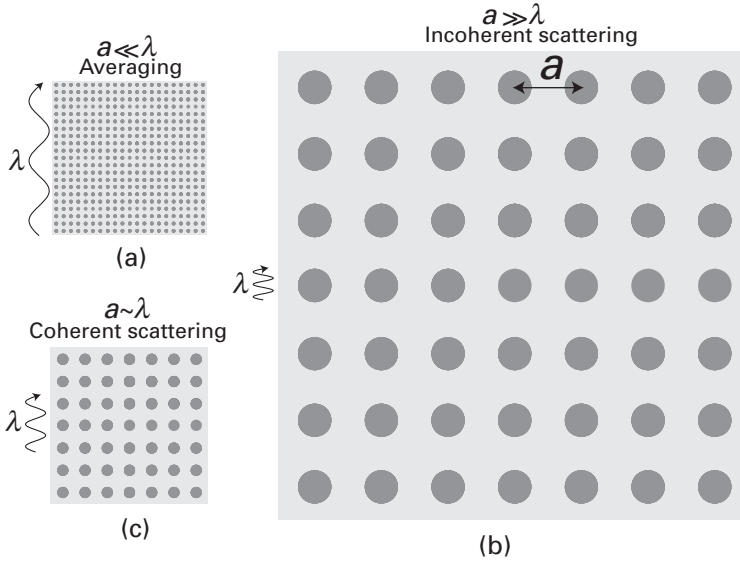 a≪λ
Averaging
λ
(a)
a~λ
Coherent scattering
λ
(c)
a≫λ
Incoherent scattering
a
λ
(b)